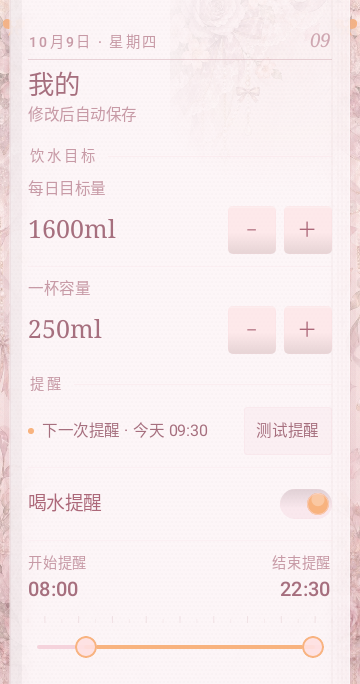 10月9日 · 星期四
09
我的
修改后自动保存
饮水目标
每日目标量
1600ml
－
＋
一杯容量
250ml
－
＋
提醒
下一次提醒 · 今天 09:30
测试提醒
喝水提醒
开始提醒
结束提醒
08:00
22:30